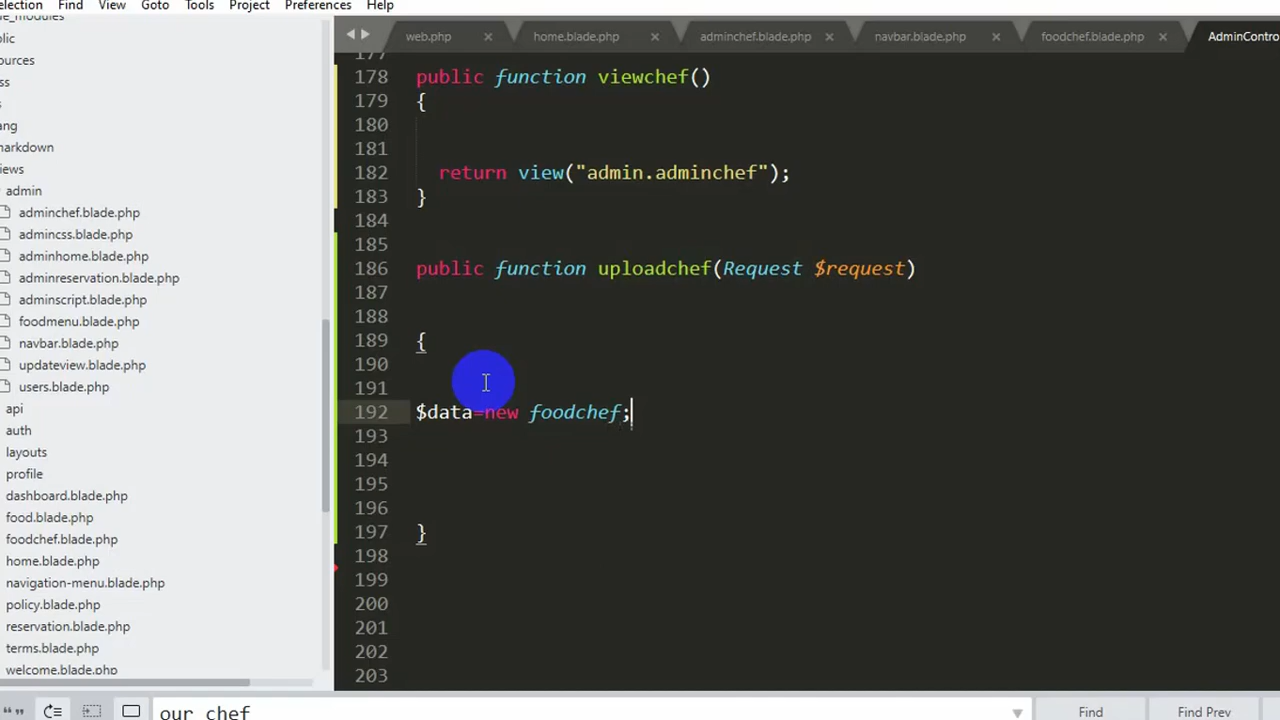 election Find View Goto Tools Project Preferences Help
web.php × home.blade.php × adminchef.blade.php × navbar.blade.php × foodchef.blade.php × AdminContro
de_modules
blic
ources
ss
s
ang
markdown
iews
admin
adminchef.blade.php
admincss.blade.php
adminhome.blade.php
adminreservation.blade.php
adminscript.blade.php
foodmenu.blade.php
navbar.blade.php
updateview.blade.php
users.blade.php
api
auth
layouts
profile
dashboard.blade.php
food.blade.php
foodchef.blade.php
home.blade.php
navigation-menu.blade.php
policy.blade.php
reservation.blade.php
terms.blade.php
welcome.blade.php
177
178 public function viewchef()
179 {
180
181
182 return view("admin.adminchef");
183 }
184
185
186 public function uploadchef(Request $request)
187
188
189 {
190
191
192 $data=new foodchef;
193
194
195
196
197 }
198
199
200
201
202
203
our chef Find Find Prev